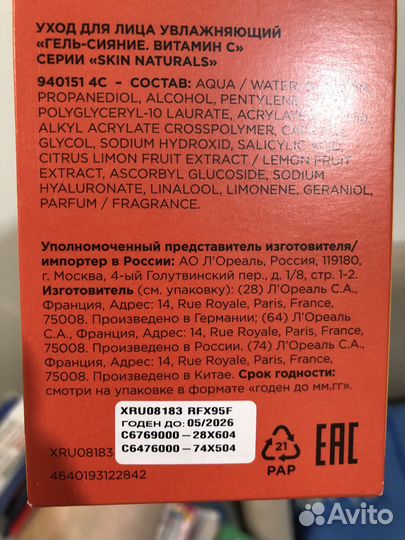 УХОД ДЛЯ ЛИЦА УВЛАЖНЯЮЩИЙ
«ГЕЛЬ-СИЯНИЕ. ВИТАМИН С»
СЕРИИ «SKIN NATURALS»
940151 4C – СОСТАВ: AQUA / WATER,
PROPANEDIOL, ALCOHOL, PENTYLENE
POLYGLYCERYL-10 LAURATE,
ALKYL ACRYLATE CROSSPOLYMER,
GLYCOL, SODIUM HYDROXID, SALICYLIC
CITRUS LIMON FRUIT EXTRACT / LEMON FRUIT
EXTRACT, ASCORBYL GLUCOSIDE, SODIUM
HYALURONATE, LINALOOL, LIMONENE, GERANIOL,
PARFUM / FRAGRANCE.
Уполномоченный представитель изготовителя/
импортер в России: АО Л'Ореаль, Россия, 119180,
г. Москва, 4-ый Голутвинский пер., д. 1/8, стр. 1-2.
Изготовитель (см. упаковку): (28) Л'Ореаль С.А.,
Франция, Адрес: 14, Rue Royale, Paris, France,
75008. Произведено в Германии; (64) Л'Ореаль
С.А., Франция, Адрес: 14, Rue Royale, Paris,
France, 75008. (74) Л'Ореаль С.А.,
Франция, Адрес: 14, Rue Royale, Paris, France,
75008. Произведено в Китае. Срок годности:
смотри на упаковке в формате «годен до мм.гг».
XRU08183 RFX95F
ГОДЕН ДО: 05/2026
C6769000–28X604
C6476000–74X504
XRU08183
4640193122842
21
PAP
EAC
Avito